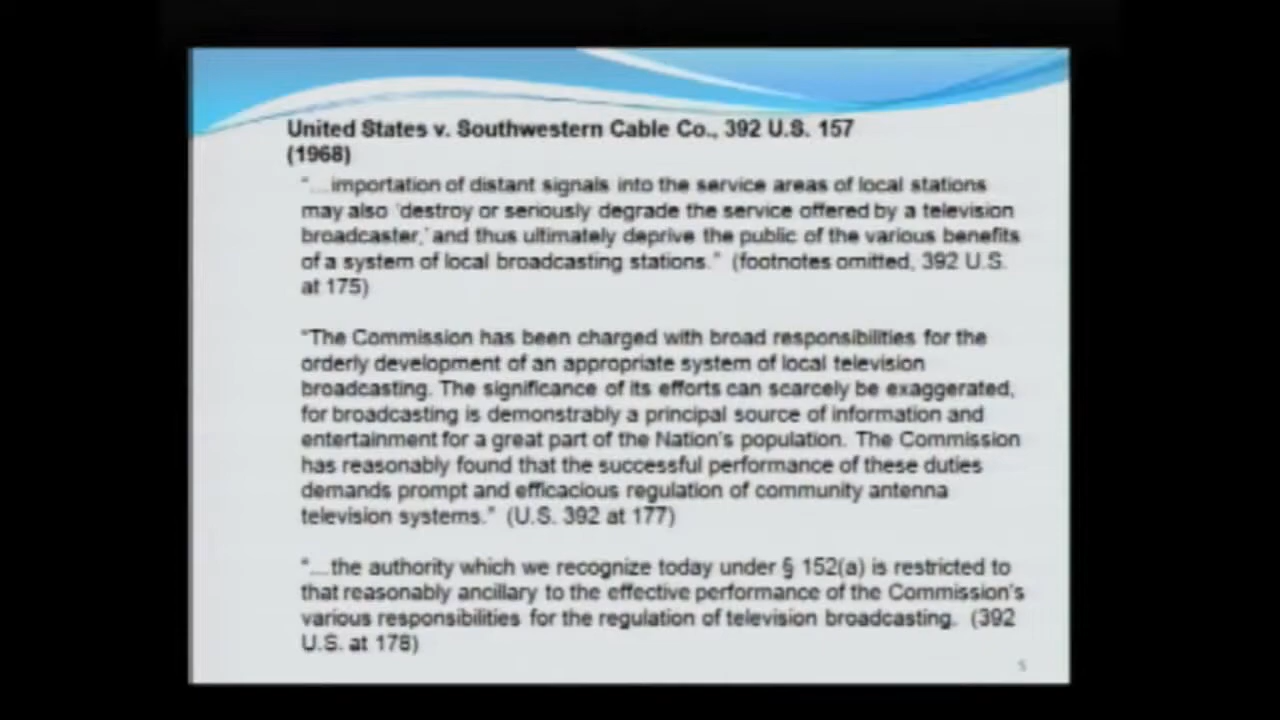 United States v. Southwestern Cable Co., 392 U.S. 157
(1968)
"...importation of distant signals into the service areas of local stations
may also 'destroy or seriously degrade the service offered by a television
broadcaster,' and thus ultimately deprive the public of the various benefits
of a system of local broadcasting stations." (footnotes omitted, 392 U.S.
at 175)
"The Commission has been charged with broad responsibilities for the
orderly development of an appropriate system of local television
broadcasting. The significance of its efforts can scarcely be exaggerated,
for broadcasting is demonstrably a principal source of information and
entertainment for a great part of the Nation's population. The Commission
has reasonably found that the successful performance of these duties
demands prompt and efficacious regulation of community antenna
television systems." (U.S. 392 at 177)
"...the authority which we recognize today under § 152(a) is restricted to
that reasonably ancillary to the effective performance of the Commission's
various responsibilities for the regulation of television broadcasting. (392
U.S. at 178)
5